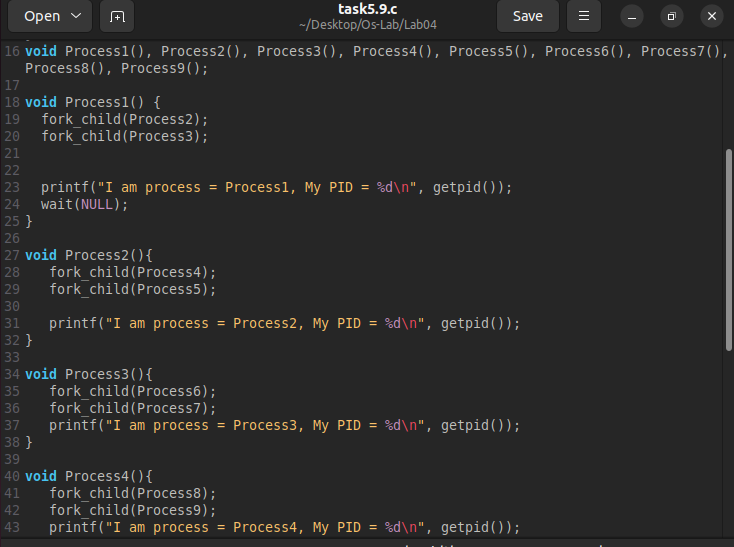 task5.9.c
Open
~/Desktop/Os-Lab/Lab04
Save
16 void Process1(), Process2(), Process3(), Process4(), Process5(), Process6(), Process7(),
Process8(), Process9();
17
18 void Process1() {
19   fork_child(Process2);
20   fork_child(Process3);
21
22
23   printf("I am process = Process1, My PID = %d\n", getpid());
24   wait(NULL);
25 }
26
27 void Process2(){
28    fork_child(Process4);
29    fork_child(Process5);
30
31    printf("I am process = Process2, My PID = %d\n", getpid());
32 }
33
34 void Process3(){
35    fork_child(Process6);
36    fork_child(Process7);
37    printf("I am process = Process3, My PID = %d\n", getpid());
38 }
39
40 void Process4(){
41    fork_child(Process8);
42    fork_child(Process9);
43    printf("I am process = Process4, My PID = %d\n", getpid());